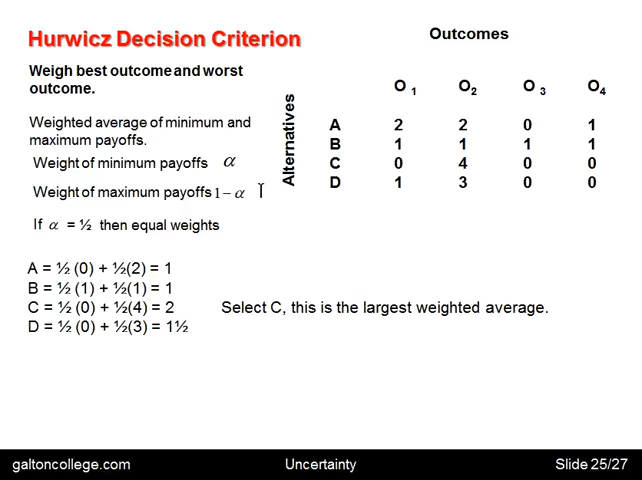 Hurwicz Decision Criterion
Weigh best outcome and worst
outcome.
Weighted average of minimum and
maximum payoffs.
Weight of minimum payoffs α
Weight of maximum payoffs 1 − α
If α = ½ then equal weights
Outcomes
O 1 O2 O 3 O4
Alternatives
A 2 2 0 1
B 1 1 1 1
C 0 4 0 0
D 1 3 0 0
A = ½ (0) + ½(2) = 1
B = ½ (1) + ½(1) = 1
C = ½ (0) + ½(4) = 2
D = ½ (0) + ½(3) = 1½
Select C, this is the largest weighted average.
galtoncollege.com
Uncertainty
Slide 25/27